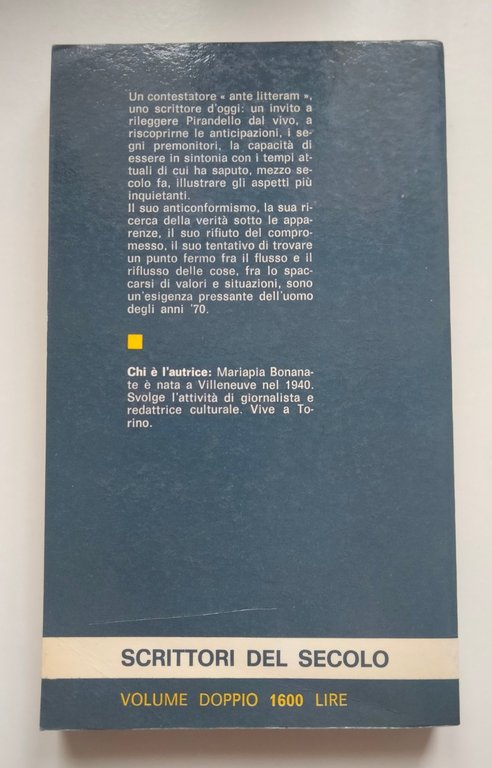 Un contestatore « ante litteram »,
uno scrittore d'oggi: un invito a
rileggere Pirandello dal vivo, a
riscoprirne le anticipazioni, i se-
gni premonitori, la capacità di
essere in sintonia con i tempi at-
tuali di cui ha saputo, mezzo se-
colo fa, illustrare gli aspetti più
inquietanti.
Il suo anticonformismo, la sua ri-
cerca della verità sotto le appa-
renze, il suo rifiuto del compro-
messo, il suo tentativo di trovare
un punto fermo fra il flusso e il
riflusso delle cose, fra lo spac-
carsi di valori e situazioni, sono
un'esigenza pressante dell'uomo
degli anni '70.
Chi è l'autrice: Mariapia Bonana-
te è nata a Villeneuve nel 1940.
Svolge l'attività di giornalista e
redattrice culturale. Vive a To-
rino.
SCRITTORI DEL SECOLO
VOLUME DOPPIO 1600 LIRE